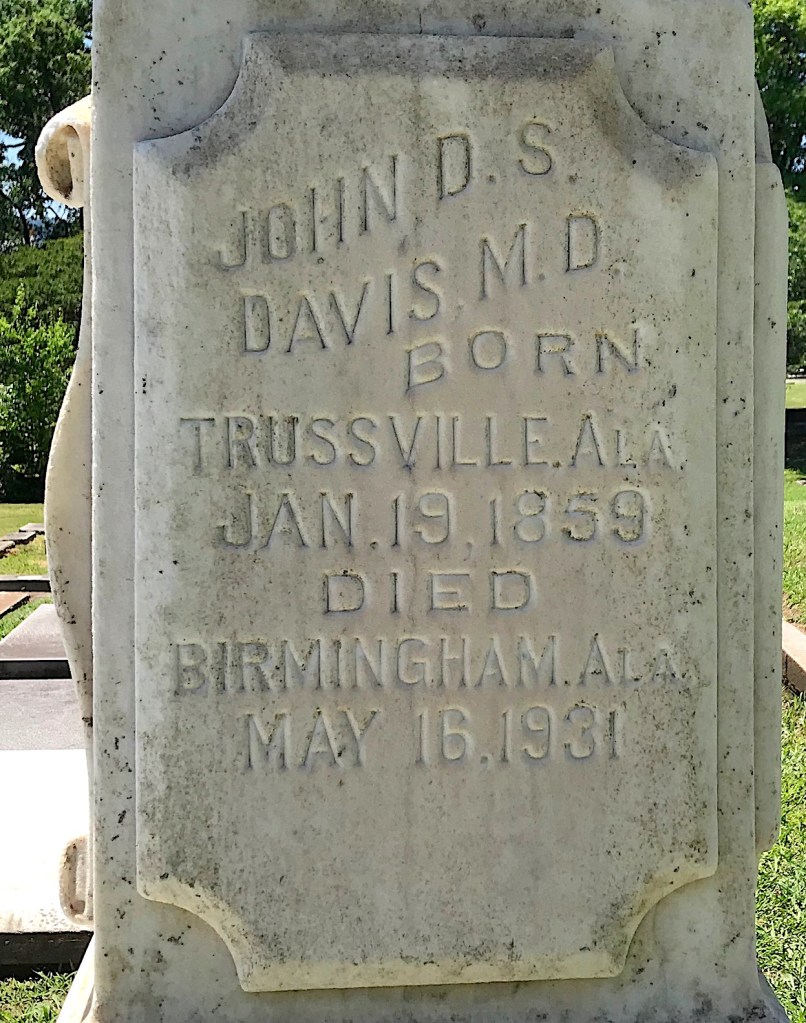 JOHN D. S.
DAVIS, M. D.
BORN
TRUSSVILLE, ALA.
JAN. 19, 1859
DIED
BIRMINGHAM, ALA.
MAY 16, 1931